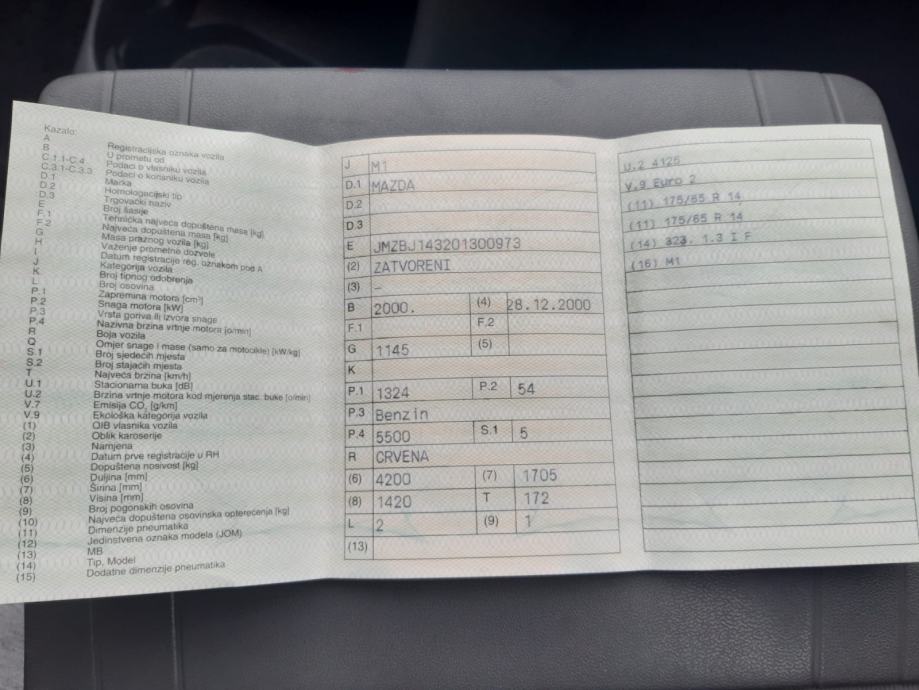 Kazalo:
A Registracijska oznaka vozila
B U prometu od
C.1.1-C.4 Podaci o vlasniku vozila
C.3.1-C.3.3 Podaci o korisniku vozila
D.1 Marka
D.2 Homologacijski tip
D.3 Trgovački naziv
E Broj šasije
F.1 Tehnička najveća dopuštena masa [kg]
F.2 Najveća dopuštena masa [kg]
G Masa praznog vozila [kg]
H Važenje prometne dozvole
I Datum registracije reg. oznakom pod A
J Kategorija vozila
K Broj tipnog odobrenja
L Broj osovina
P.1 Zapremina motora [cm³]
P.2 Snaga motora [kW]
P.3 Vrsta goriva ili izvora snage
P.4 Nazivna brzina vrtnje motora [o/min]
R Boja vozila
Q Omjer snage i mase (samo za motocikle) [kW/kg]
S.1 Broj sjedećih mjesta
S.2 Broj stajaćih mjesta
T Najveća brzina [km/h]
U.1 Stacionarna buka [dB]
U.2 Brzina vrtnje motora kod mjerenja stac. buke [o/min]
V.7 Emisija CO₂ [g/km]
V.9 Ekološka kategorija vozila
(1) OIB vlasnika vozila
(2) Oblik karoserije
(3) Namjena
(4) Datum prve registracije u RH
(5) Dopuštena nosivost [kg]
(6) Duljina [mm]
(7) Širina [mm]
(8) Visina [mm]
(9) Broj pogonskih osovina
(10) Najveća dopuštena osovinska opterećenja [kg]
(11) Dimenzije pneumatika
(12) Jedinstvena oznaka modela (JOM)
(13) MB
(14) Tip, Model
(15) Dodatne dimenzije pneumatika
J M1
D.1 MAZDA
D.2
D.3
E JMZBJ143201300973
(2) ZATVORENI
(3) –
B 2000. (4) 28.12.2000
F.1 F.2
G 1145 (5)
K
P.1 1324 P.2 54
P.3 Benzin
P.4 5500 S.1 5
R CRVENA
(6) 4200 (7) 1705
(8) 1420 T 172
L 2 (9) 1
(13)
U.2 4125
V.9 Euro 2
(11) 175/65 R 14,
(11) 175/65 R 14
(14) 323, 1.3 I F
(16) M1